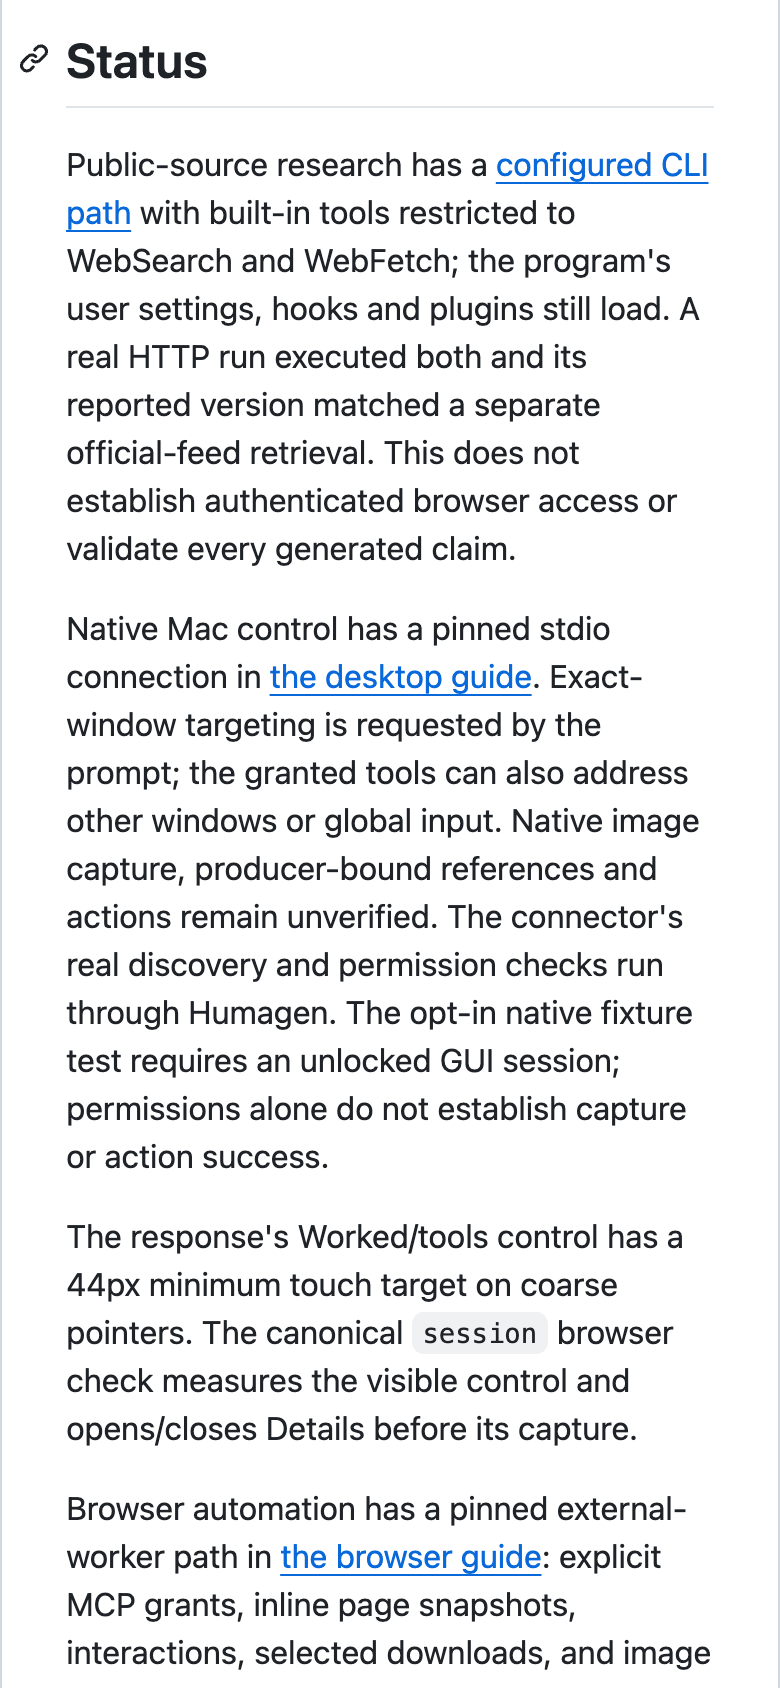 Status
Public-source research has a configured CLI
path with built-in tools restricted to
WebSearch and WebFetch; the program's
user settings, hooks and plugins still load. A
real HTTP run executed both and its
reported version matched a separate
official-feed retrieval. This does not
establish authenticated browser access or
validate every generated claim.
Native Mac control has a pinned stdio
connection in the desktop guide. Exact-
window targeting is requested by the
prompt; the granted tools can also address
other windows or global input. Native image
capture, producer-bound references and
actions remain unverified. The connector's
real discovery and permission checks run
through Humagen. The opt-in native fixture
test requires an unlocked GUI session;
permissions alone do not establish capture
or action success.
The response's Worked/tools control has a
44px minimum touch target on coarse
pointers. The canonical session browser
check measures the visible control and
opens/closes Details before its capture.
Browser automation has a pinned external-
worker path in the browser guide: explicit
MCP grants, inline page snapshots,
interactions, selected downloads, and image